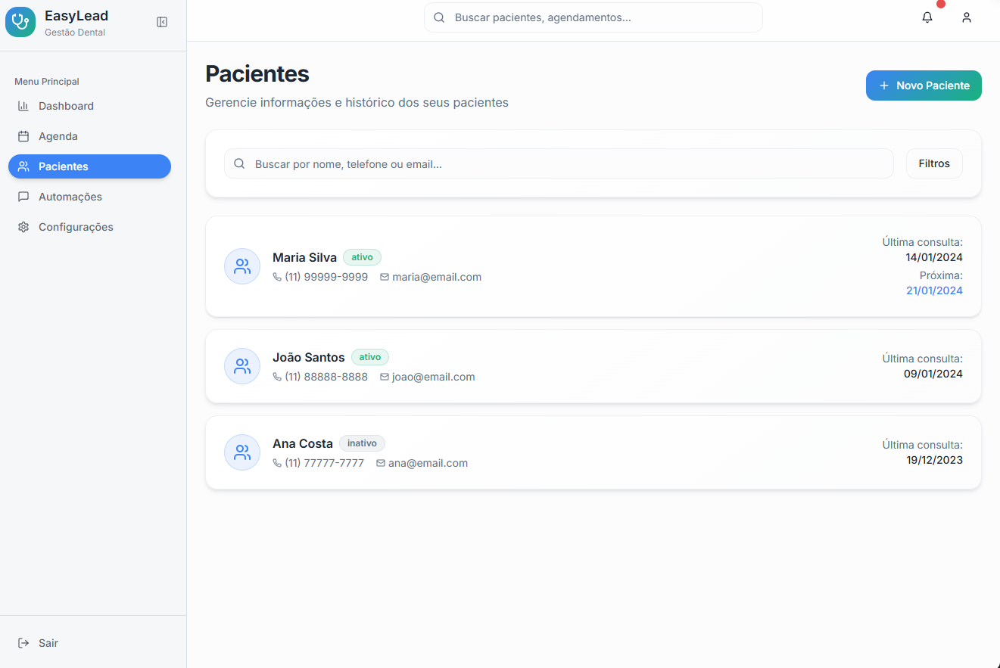 EasyLead
Gestão Dental
Buscar pacientes, agendamentos...
Menu Principal
Dashboard
Agenda
Pacientes
Automações
Configurações
Sair
Pacientes
Gerencie informações e histórico dos seus pacientes
Novo Paciente
Buscar por nome, telefone ou email...
Filtros
Maria Silva ativo
(11) 99999-9999 maria@email.com
Última consulta:
14/01/2024
Próxima:
21/01/2024
João Santos ativo
(11) 88888-8888 joao@email.com
Última consulta:
09/01/2024
Ana Costa inativo
(11) 77777-7777 ana@email.com
Última consulta:
19/12/2023